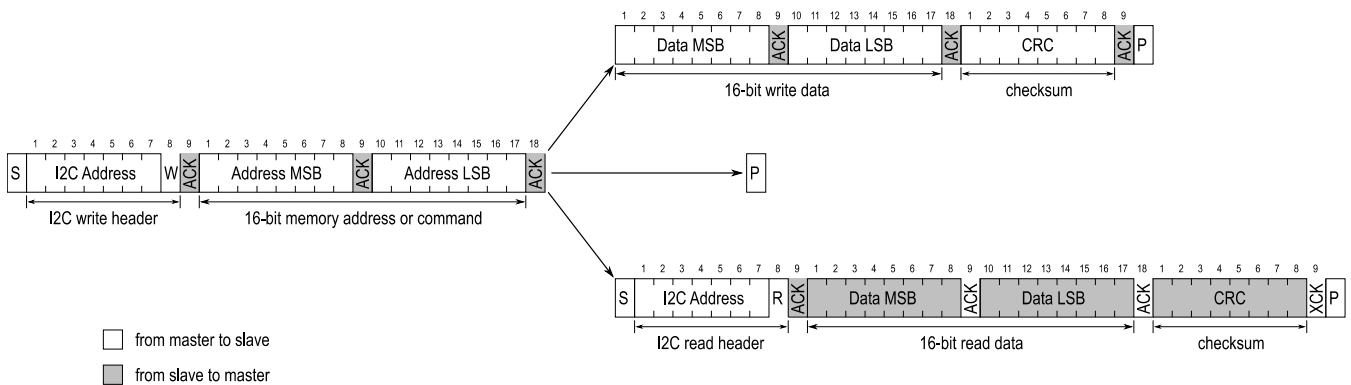 1 2 3 4 5 6 7 8 9 10 11 12 13 14 15 16 17 18 1 2 3 4 5 6 7 8 9
Data MSB ACK Data LSB ACK CRC ACK P
16-bit write data checksum
1 2 3 4 5 6 7 8 9 1 2 3 4 5 6 7 8 9 10 11 12 13 14 15 16 17 18
S I2C Address W ACK Address MSB ACK Address LSB ACK P
I2C write header 16-bit memory address or command
1 2 3 4 5 6 7 8 9 1 2 3 4 5 6 7 8 9 10 11 12 13 14 15 16 17 18 1 2 3 4 5 6 7 8 9
S I2C Address R ACK Data MSB ACK Data LSB ACK CRC XCK P
I2C read header 16-bit read data checksum
from master to slave
from slave to master